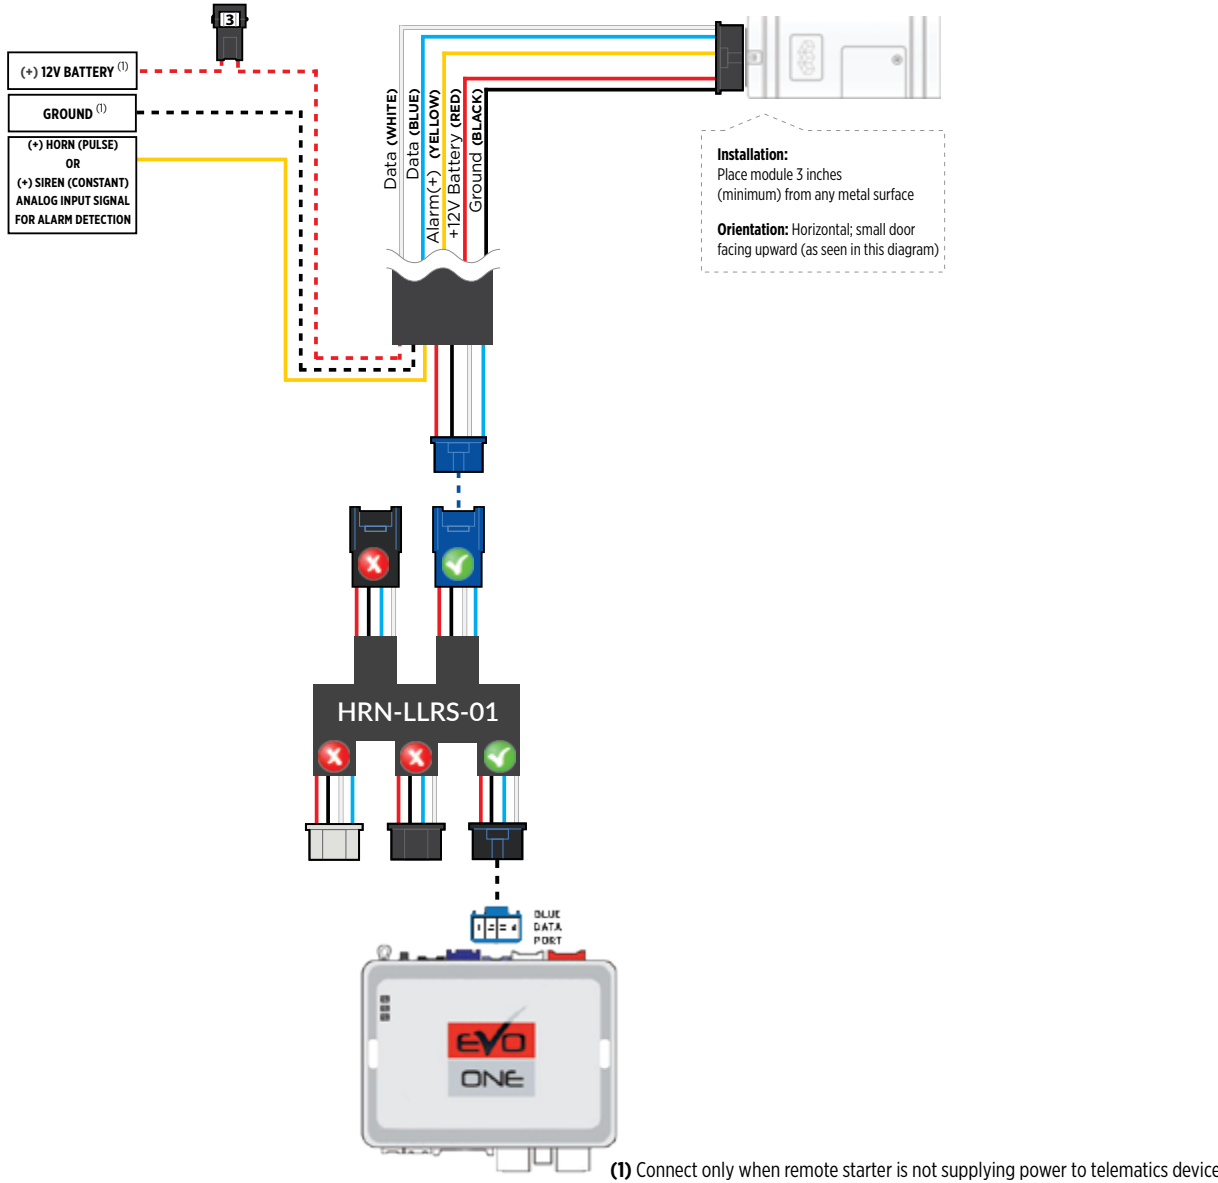 3
(+) 12V BATTERY (1)
GROUND (1)
(+) HORN (PULSE)
OR
(+) SIREN (CONSTANT)
ANALOG INPUT SIGNAL
FOR ALARM DETECTION
Data (WHITE)
Data (BLUE)
Alarm(+) (YELLOW)
+12V Battery (RED)
Ground (BLACK)
Installation:
Place module 3 inches
(minimum) from any metal surface
Orientation: Horizontal; small door
facing upward (as seen in this diagram)
HRN-LLRS-01
BLUE
DATA
PORT
EVO
ONE
(1) Connect only when remote starter is not supplying power to telematics device